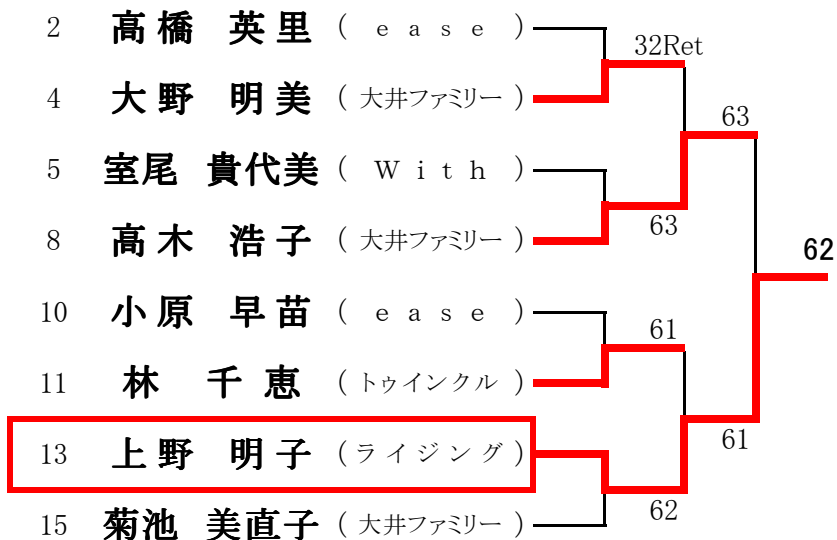 2 高橋 英里 ( ease )
32Ret
4 大野 明美 ( 大井ファミリー )
63
5 室尾 貴代美 ( With )
63
8 高木 浩子 ( 大井ファミリー )
62
10 小原 早苗 ( ease )
61
11 林 千恵 ( トゥインクル )
61
13 上野 明子 ( ライジング )
62
15 菊池 美直子 ( 大井ファミリー )